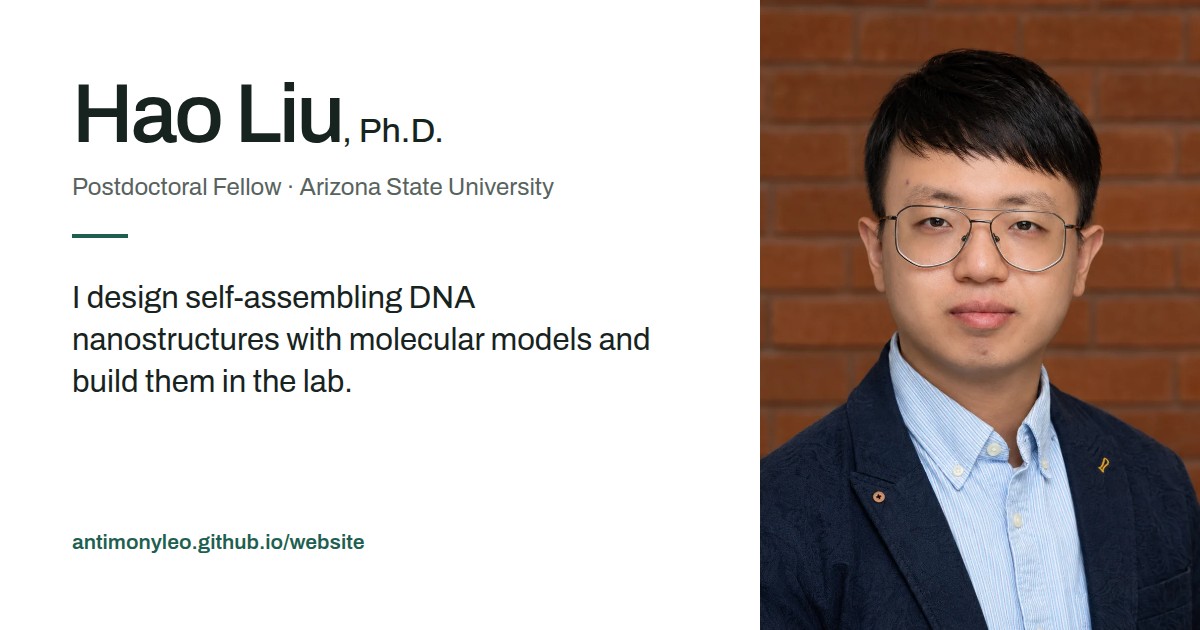 Hao Liu, Ph.D.
Postdoctoral Fellow · Arizona State University
I design self-assembling DNA
nanostructures with molecular models and
build them in the lab.
antimonyleo.github.io/website